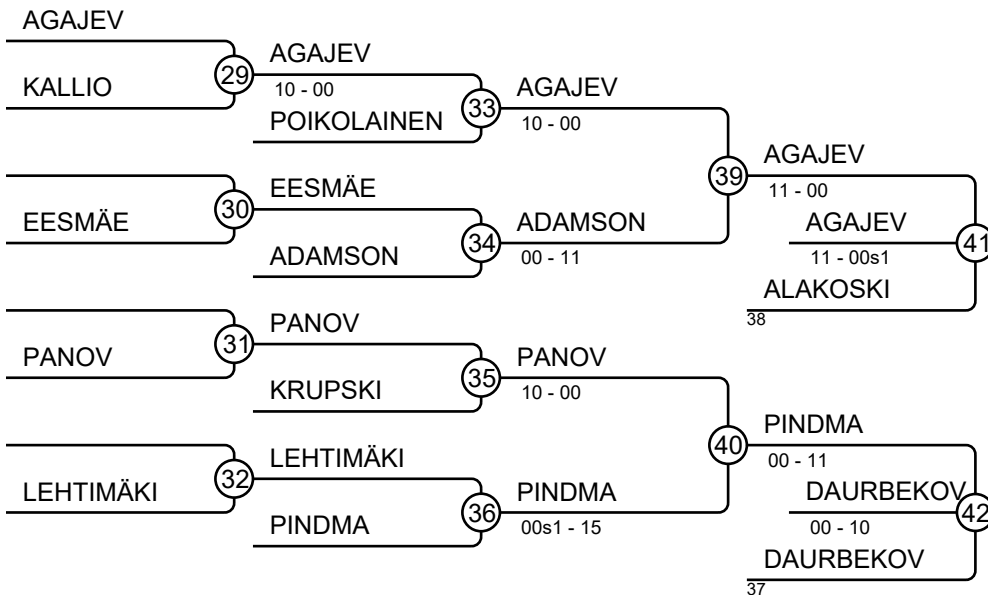 AGAJEV
29
KALLIO
AGAJEV
10 - 00
33
POIKOLAINEN
AGAJEV
10 - 00
39
30
EESMÄE
EESMÄE
34
ADAMSON
ADAMSON
00 - 11
AGAJEV
11 - 00
AGAJEV
11 - 00s1
41
ALAKOSKI
38
31
PANOV
PANOV
35
KRUPSKI
PANOV
10 - 00
40
32
LEHTIMÄKI
LEHTIMÄKI
36
PINDMA
PINDMA
00s1 - 15
PINDMA
00 - 11
DAURBEKOV
00 - 10
42
DAURBEKOV
37